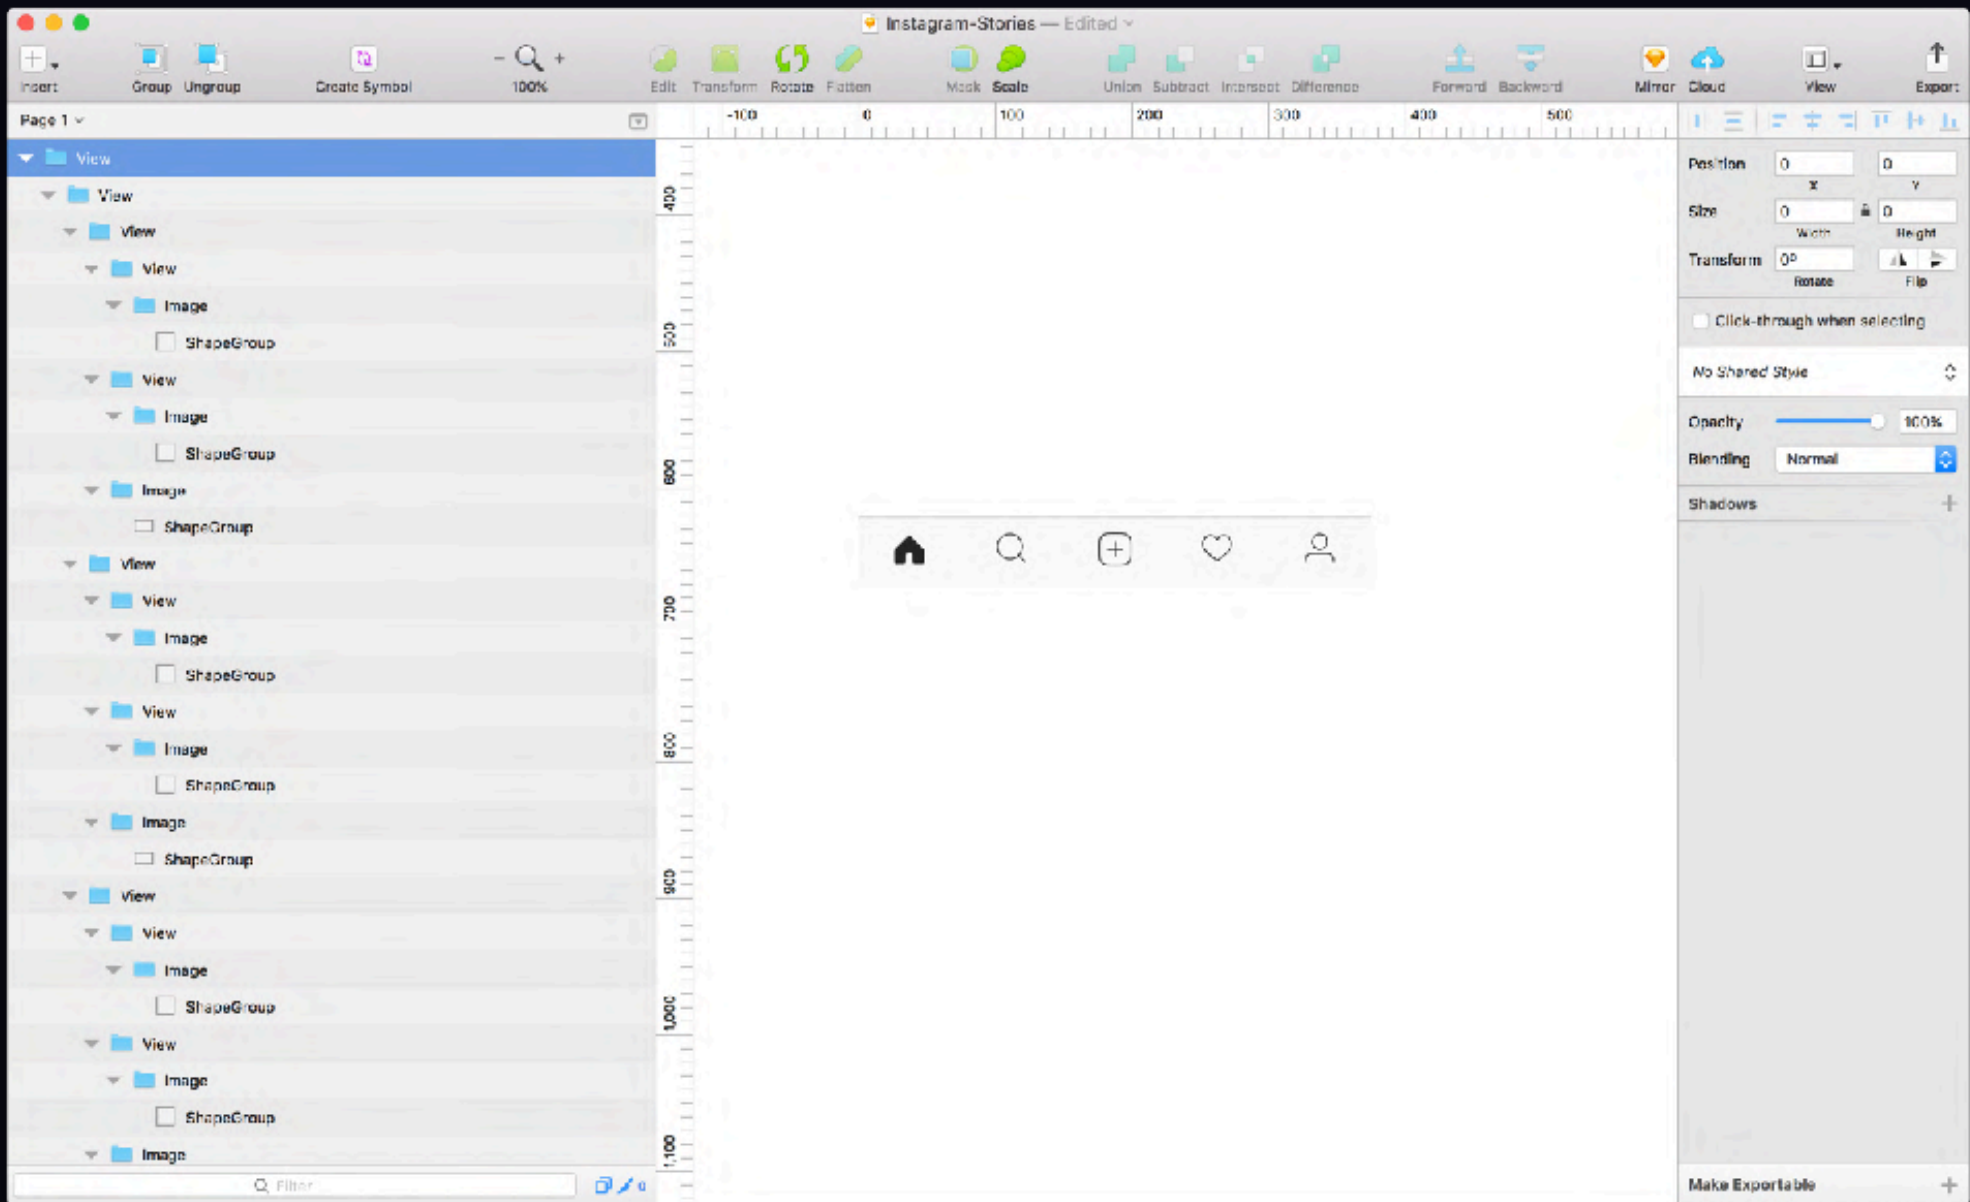 Instagram-Stories — Edited
Insert Group Ungroup Create Symbol - 100% + Edit Transform Rotate Flatten Mask Scale Union Subtract Intersect Difference Forward Backward Mirror Cloud View Export
Page 1
-100 0 100 200 300 400 500
View
View
View
View
Image
ShapeGroup
View
Image
ShapeGroup
Image
ShapeGroup
View
View
Image
ShapeGroup
View
Image
ShapeGroup
Image
ShapeGroup
View
View
Image
ShapeGroup
View
Image
ShapeGroup
Image
Filter 0
400
500
600
700
800
900
1,000
1,100
Position 0 0
X Y
Size 0 0
Width Height
Transform 0º
Rotate Flip
Click-through when selecting
No Shared Style
Opacity 100%
Blending Normal
Shadows +
Make Exportable +